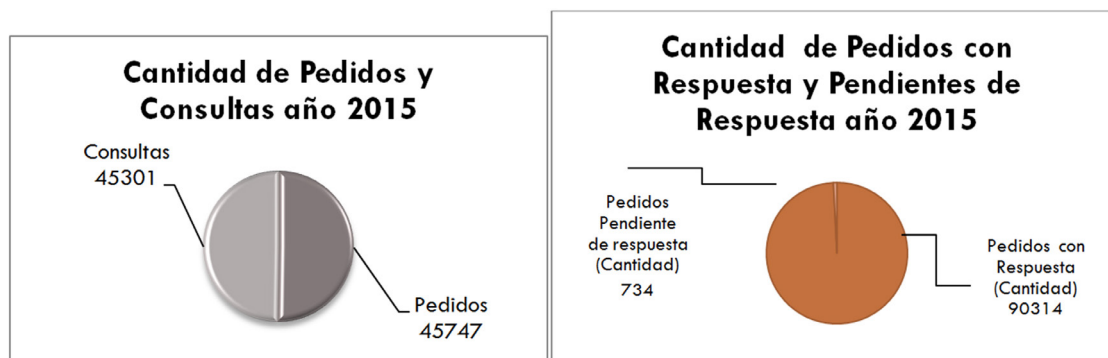 Cantidad de Pedidos y
Consultas año 2015
Consultas
45301
Pedidos
45747
Cantidad de Pedidos con
Respuesta y Pendientes de
Respuesta año 2015
Pedidos
Pendiente
de respuesta
(Cantidad)
734
Pedidos con
Respuesta
(Cantidad)
90314